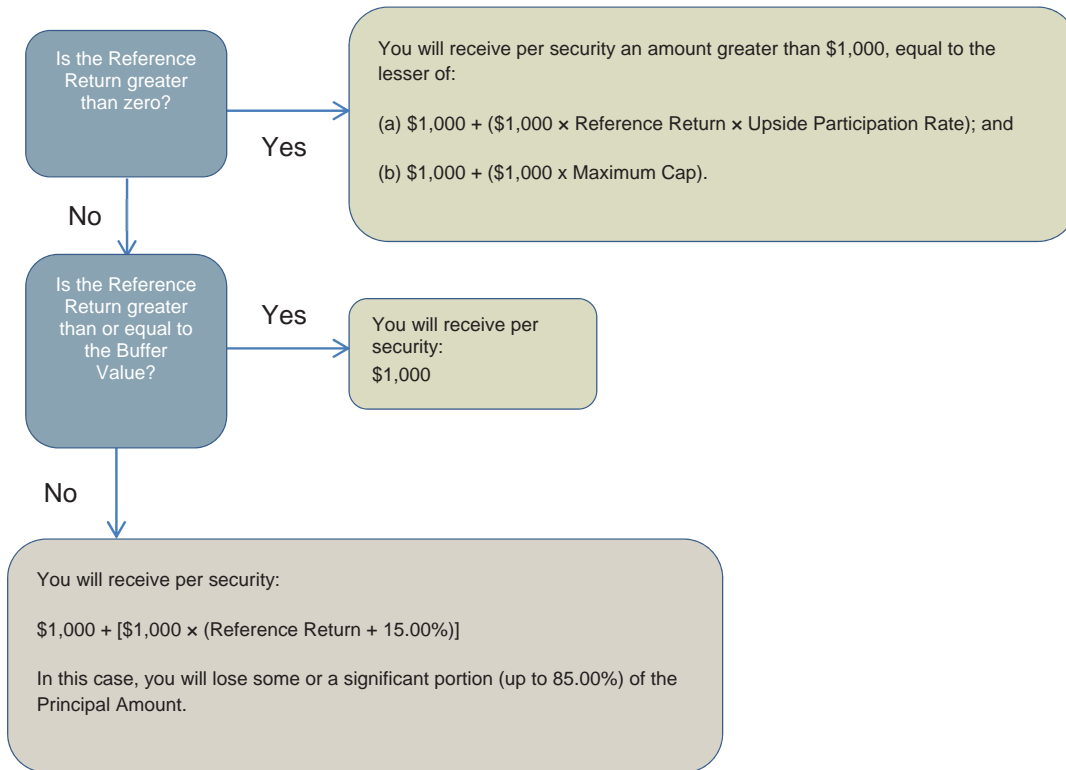 Is the Reference
Return greater
than zero?
Yes
You will receive per security an amount greater than $1,000, equal to the
lesser of:
(a) $1,000 + ($1,000 × Reference Return × Upside Participation Rate); and
(b) $1,000 + ($1,000 x Maximum Cap).
No
Is the Reference
Return greater
than or equal to
the Buffer
Value?
Yes
You will receive per
security:
$1,000
No
You will receive per security:
$1,000 + [$1,000 × (Reference Return + 15.00%)]
In this case, you will lose some or a significant portion (up to 85.00%) of the
Principal Amount.